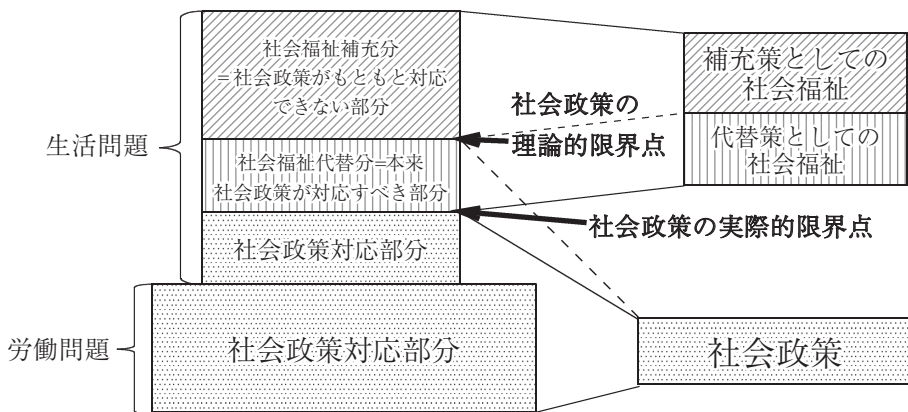 社会福祉補充分
=社会政策がもともと対応
できない部分
補充策としての
社会福祉
社会政策の
理論的限界点
生活問題
社会福祉代替分=本来
社会政策が対応すべき部分
代替策としての
社会福祉
社会政策の実際的限界点
社会政策対応部分
労働問題
社会政策対応部分
社会政策